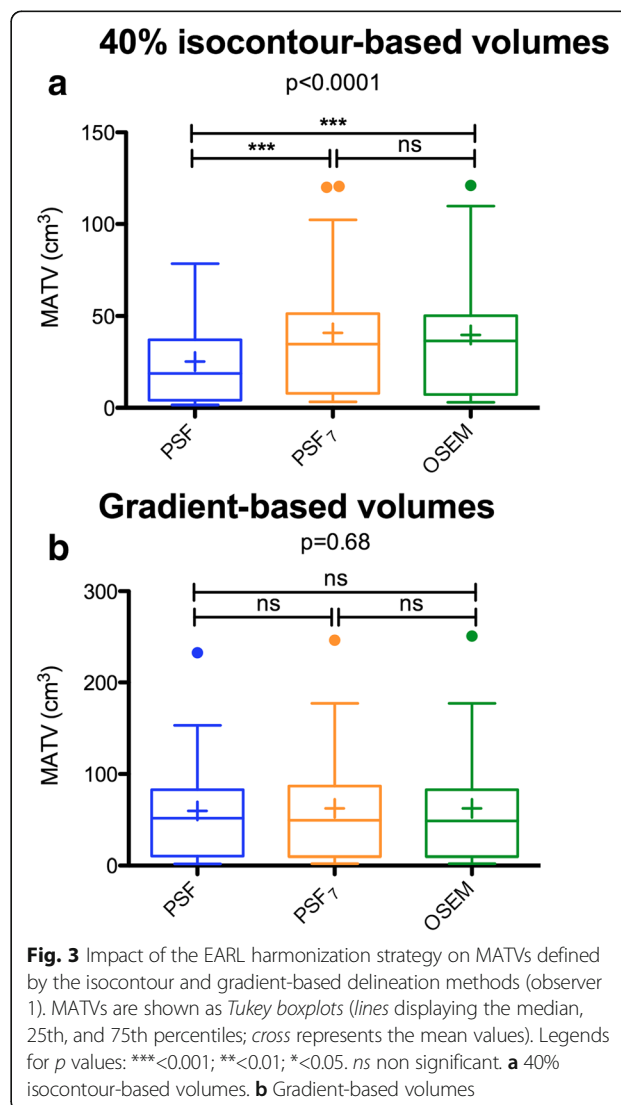 40% isocontour-based volumes
a
p<0.0001
***
***
ns
150
100
50
0
MATV (cm³)
PSF
PSF₇
OSEM
Gradient-based volumes
b
p=0.68
ns
ns
ns
300
200
100
0
MATV (cm³)
PSF
PSF₇
OSEM
Fig. 3 Impact of the EARL harmonization strategy on MATVs defined
by the isocontour and gradient-based delineation methods (observer
1). MATVs are shown as Tukey boxplots (lines displaying the median,
25th, and 75th percentiles; cross represents the mean values). Legends
for p values: ***<0.001; **<0.01; *<0.05. ns non significant. a 40%
isocontour-based volumes. b Gradient-based volumes